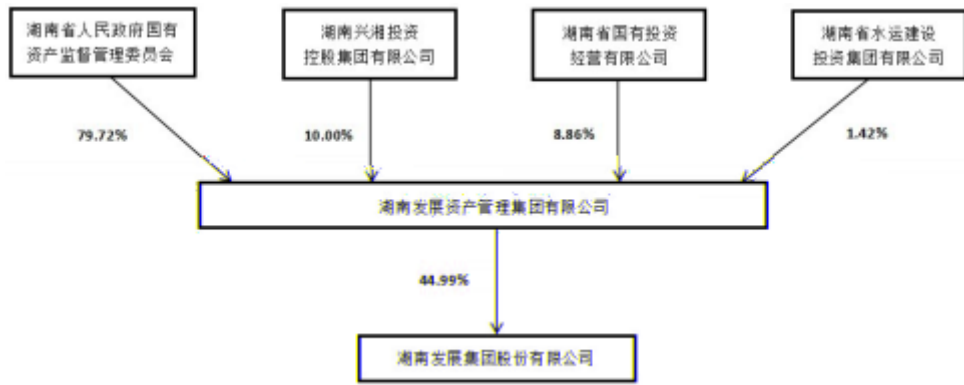 湖南省人民政府国有
资产监督管理委员会
湖南兴湘投资
控股集团有限公司
湖南省国有投资
经营有限公司
湖南省水运建设
投资集团有限公司
79.72%
10.00%
8.86%
1.42%
湖南发展资产管理集团有限公司
44.99%
湖南发展集团股份有限公司